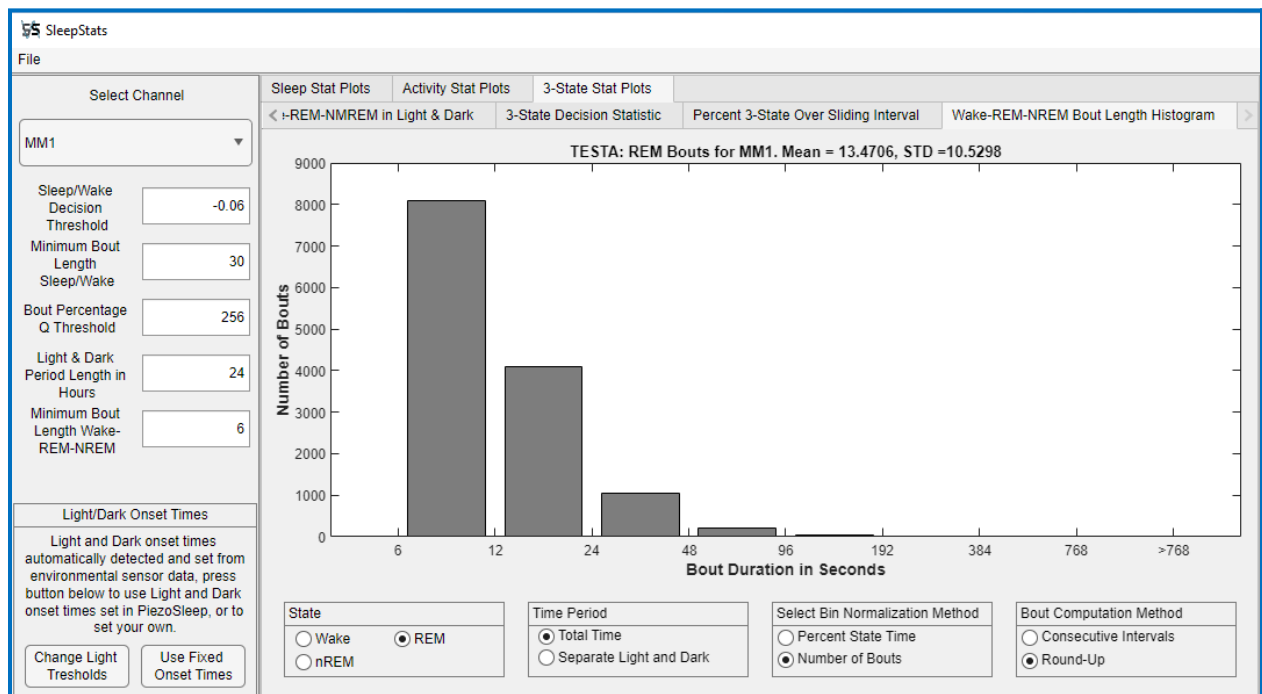 SleepStats
File
Select Channel
MM1
Sleep/Wake
Decision
Threshold
-0.06
Minimum Bout
Length
Sleep/Wake
30
Bout Percentage
Q Threshold
256
Light & Dark
Period Length in
Hours
24
Minimum Bout
Length Wake-
REM-NREM
6
Light/Dark Onset Times
Light and Dark onset times
automatically detected and set from
environmental sensor data, press
button below to use Light and Dark
onset times set in PiezoSleep, or to
set your own.
Change Light
Tresholds
Use Fixed
Onset Times
Sleep Stat Plots
Activity Stat Plots
3-State Stat Plots
-REM-NMREM in Light & Dark
3-State Decision Statistic
Percent 3-State Over Sliding Interval
Wake-REM-NREM Bout Length Histogram
TESTA: REM Bouts for MM1. Mean = 13.4706, STD =10.5298
Number of Bouts
9000
8000
7000
6000
5000
4000
3000
2000
1000
0
6 12 24 48 96 192 384 768 >768
Bout Duration in Seconds
State
Wake
REM
nREM
Time Period
Total Time
Separate Light and Dark
Select Bin Normalization Method
Percent State Time
Number of Bouts
Bout Computation Method
Consecutive Intervals
Round-Up